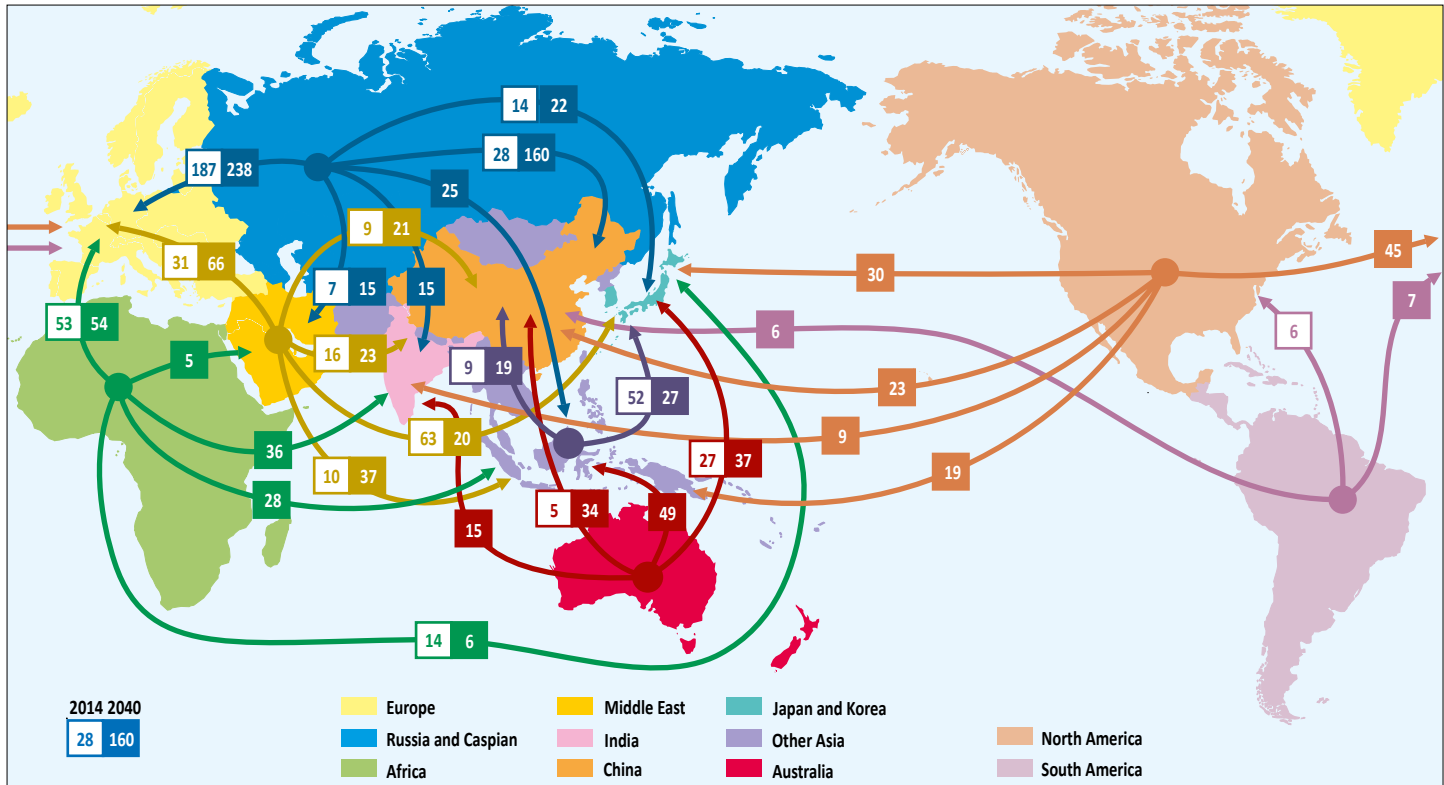 14 22
28 160
187 238
25
9 21
31 66
7 15
15
30
45
7
53 54
6
6
5
16 23
9 19
23
52 27
63 20
9
36
27 37
19
10 37
28
5 34
49
15
14 6
2014 2040
28 160
Europe
Russia and Caspian
Africa
Middle East
India
China
Japan and Korea
Other Asia
Australia
North America
South America